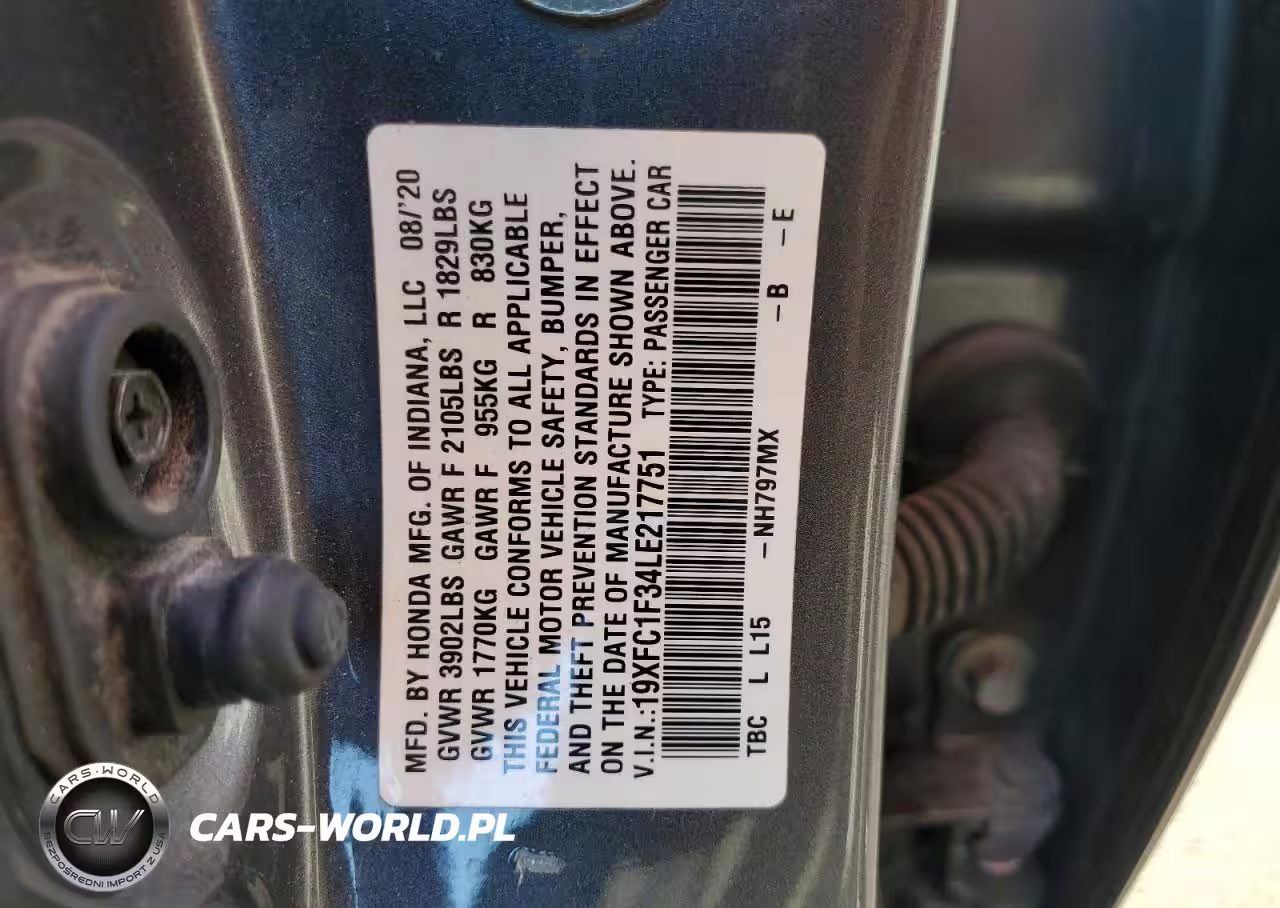 MFD. BY HONDA MFG. OF INDIANA, LLC 08/'20
GVWR 3902LBS GAWR F 2105LBS R 1829LBS
GVWR 1770KG GAWR F 955KG R 830KG
THIS VEHICLE CONFORMS TO ALL APPLICABLE
FEDERAL MOTOR VEHICLE SAFETY, BUMPER,
AND THEFT PREVENTION STANDARDS IN EFFECT
ON THE DATE OF MANUFACTURE SHOWN ABOVE.
V.I.N.:19XFC1F34LE217751 TYPE: PASSENGER CAR
TBC L L15 -NH797MX -B -E
CARS-WORLD
CW
BEZPOŚREDNI IMPORT Z USA
CARS-WORLD.PL